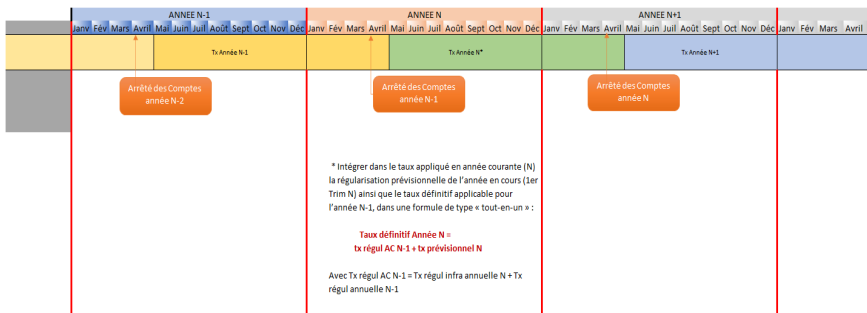 ANNEE N-1 ANNEE N ANNEE N+1
Janv Fév Mars Avril Mai Juin Juil Août Sept Oct Nov Déc Janv Fév Mars Avril Mai Juin Juil Août Sept Oct Nov Déc Janv Fév Mars Avril Mai Juin Juil Août Sept Oct Nov Déc Janv Fév Mars Avril
Tx Année N-1 Tx Année N* Tx Année N+1
Arrêté des Comptes
année N-2
Arrêté des Comptes
année N-1
Arrêté des Comptes
année N
* Intégrer dans le taux appliqué en année courante (N)
la régularisation prévisionnelle de l'année en cours (1er
Trim N) ainsi que le taux définitif applicable pour
l'année N-1, dans une formule de type « tout-en-un » :
Taux définitif Année N =
tx régul AC N-1 + tx prévisionnel N
Avec Tx régul AC N-1 = Tx régul infra annuelle N + Tx
régul annuelle N-1